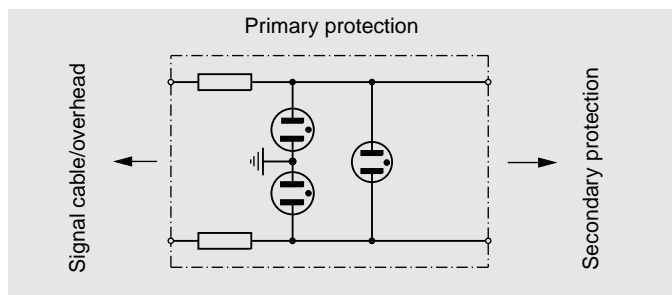 Primary protection
Signal cable/overhead
Secondary protection